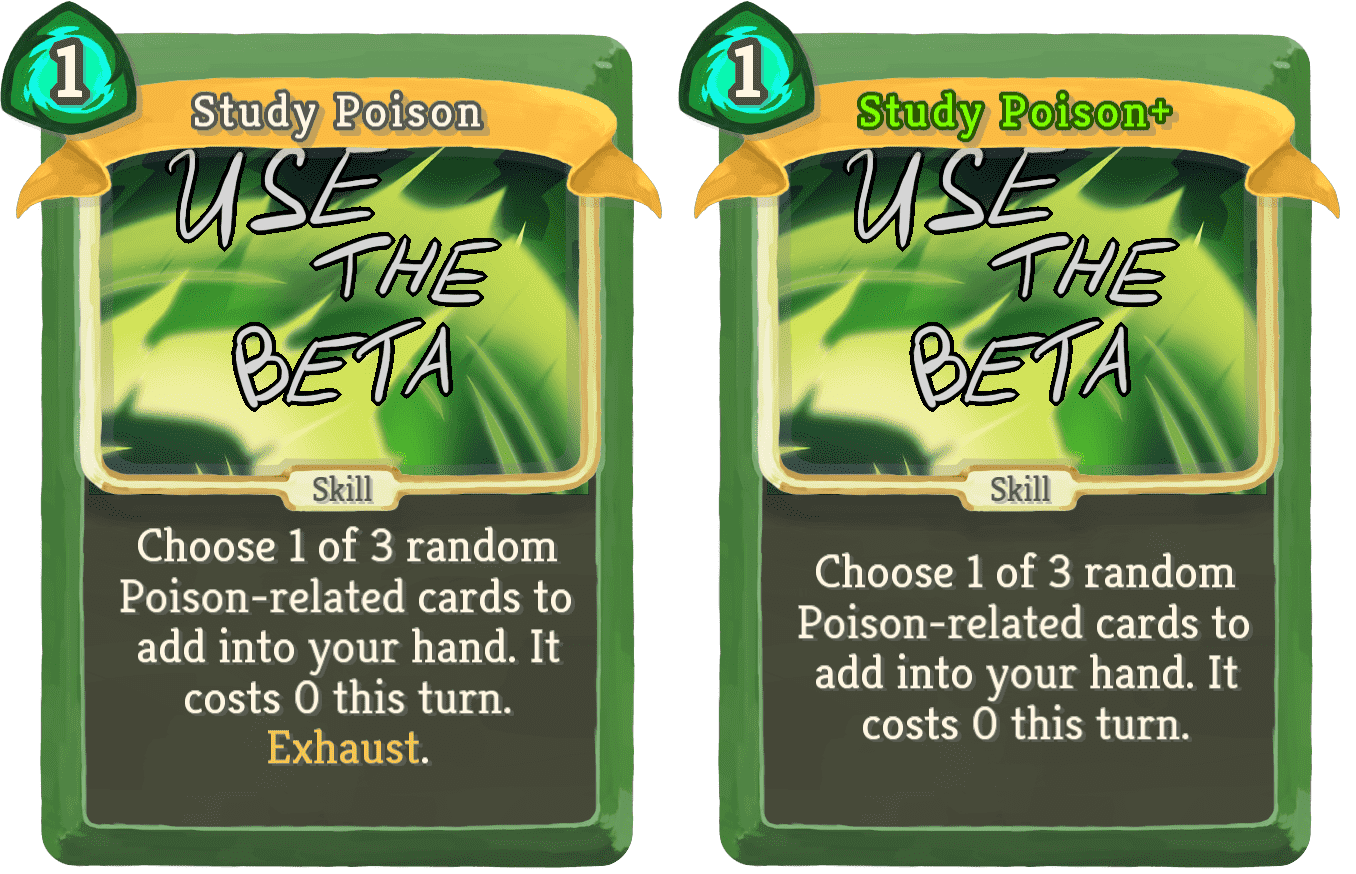 1
Study Poison
USE
THE
BETA
Skill
Choose 1 of 3 random
Poison-related cards to
add into your hand. It
costs 0 this turn.
Exhaust.
1
Study Poison+
USE
THE
BETA
Skill
Choose 1 of 3 random
Poison-related cards to
add into your hand. It
costs 0 this turn.